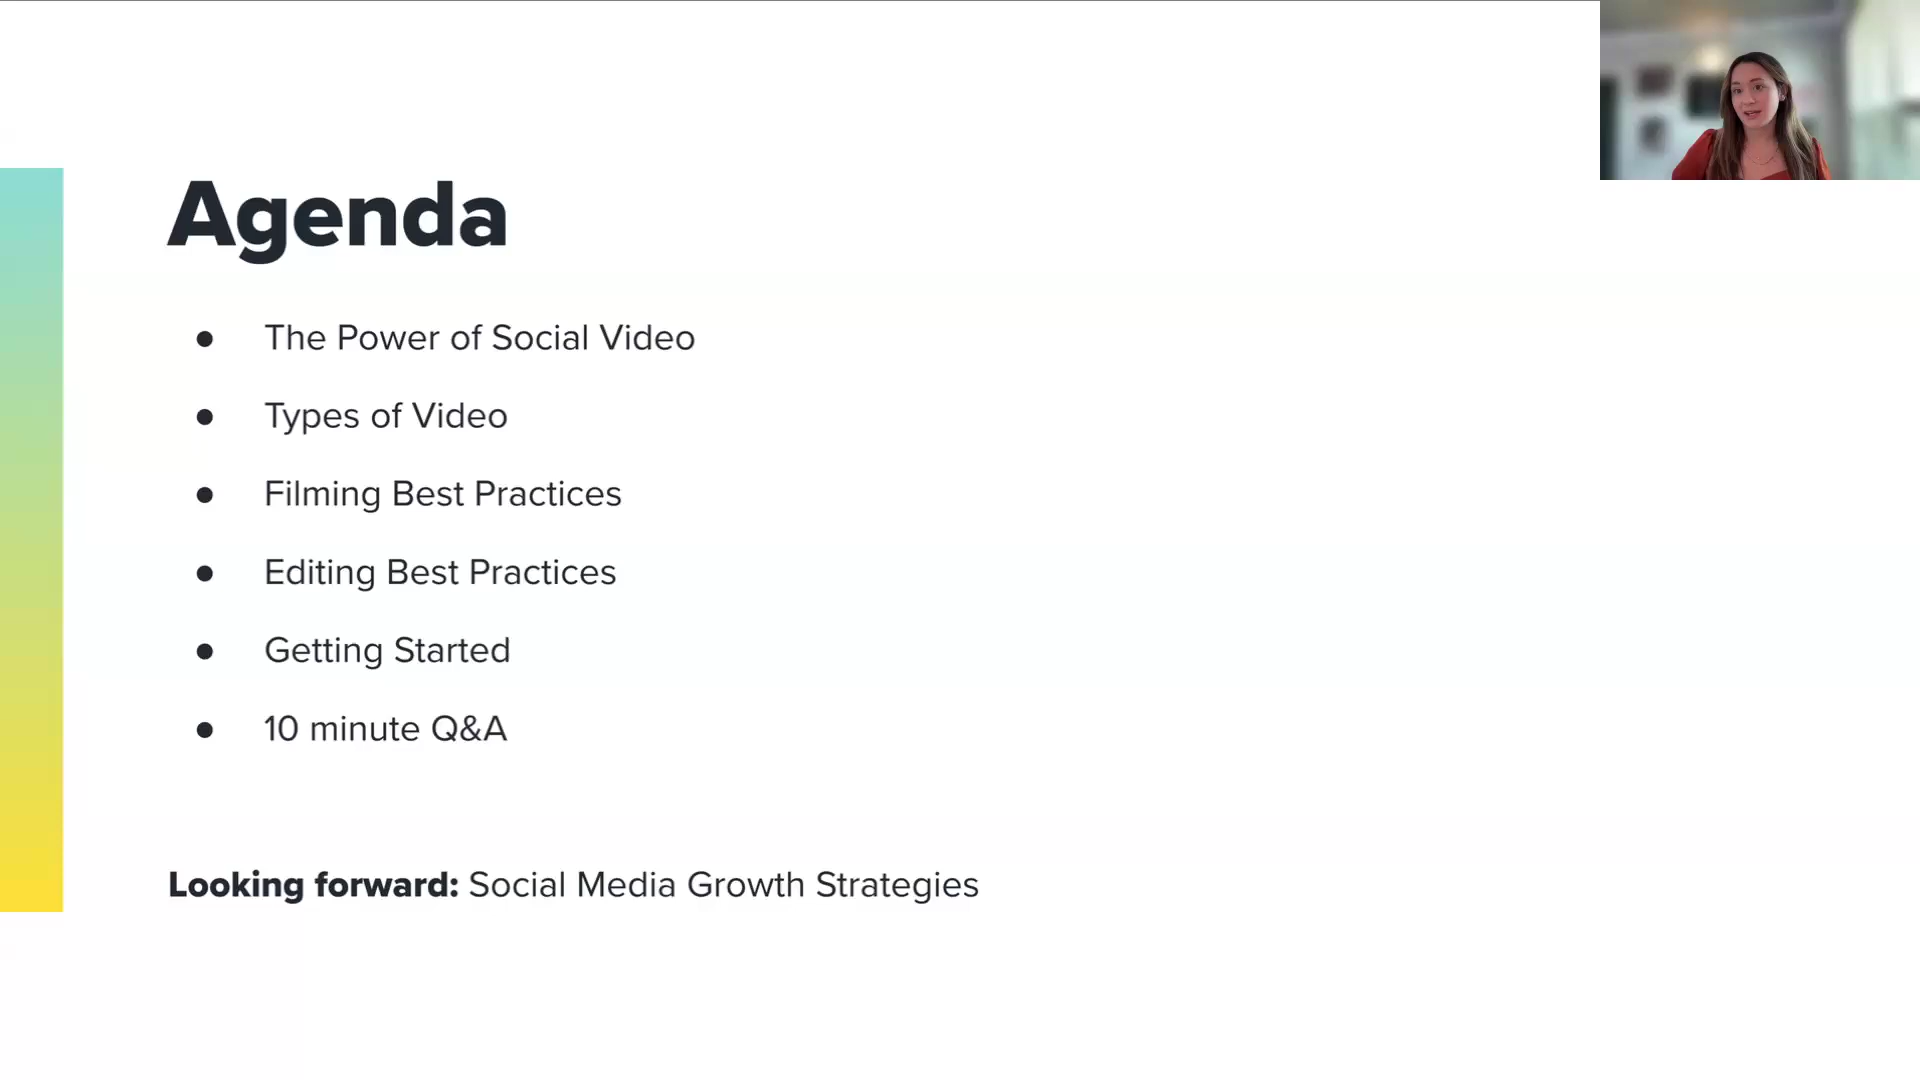 Agenda
● The Power of Social Video
● Types of Video
● Filming Best Practices
● Editing Best Practices
● Getting Started
● 10 minute Q&A
Looking forward: Social Media Growth Strategies